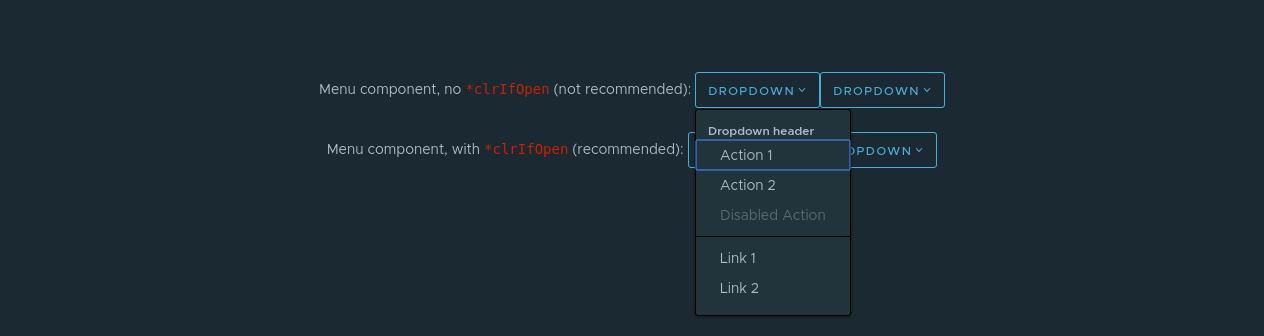 Menu component, no *clrIfOpen (not recommended): DROPDOWN DROPDOWN
Dropdown header
Menu component, with *clrIfOpen (recommended): OPDOWN
Action 1
Action 2
Disabled Action
Link 1
Link 2